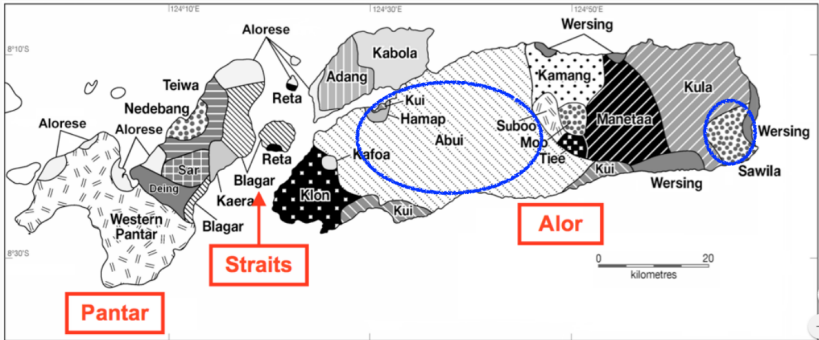 124°10'E
124°30'E
124°50'E
8°10'S
8°30'S
Alorese
Kabola
Adang
Reta
Teiwa
Nedebang
Alorese
Alorese
Sar
Deing
Western
Pantar
Blagar
Kaera
Blagar
Reta
Kui
Hamap
Abui
Kafoa
Klon
Kui
Wersing
Kamang
Suboo
Moo
Tiee
Manetaa
Kula
Kui
Wersing
Wersing
Sawila
Pantar
Straits
Alor
0
20
kilometres